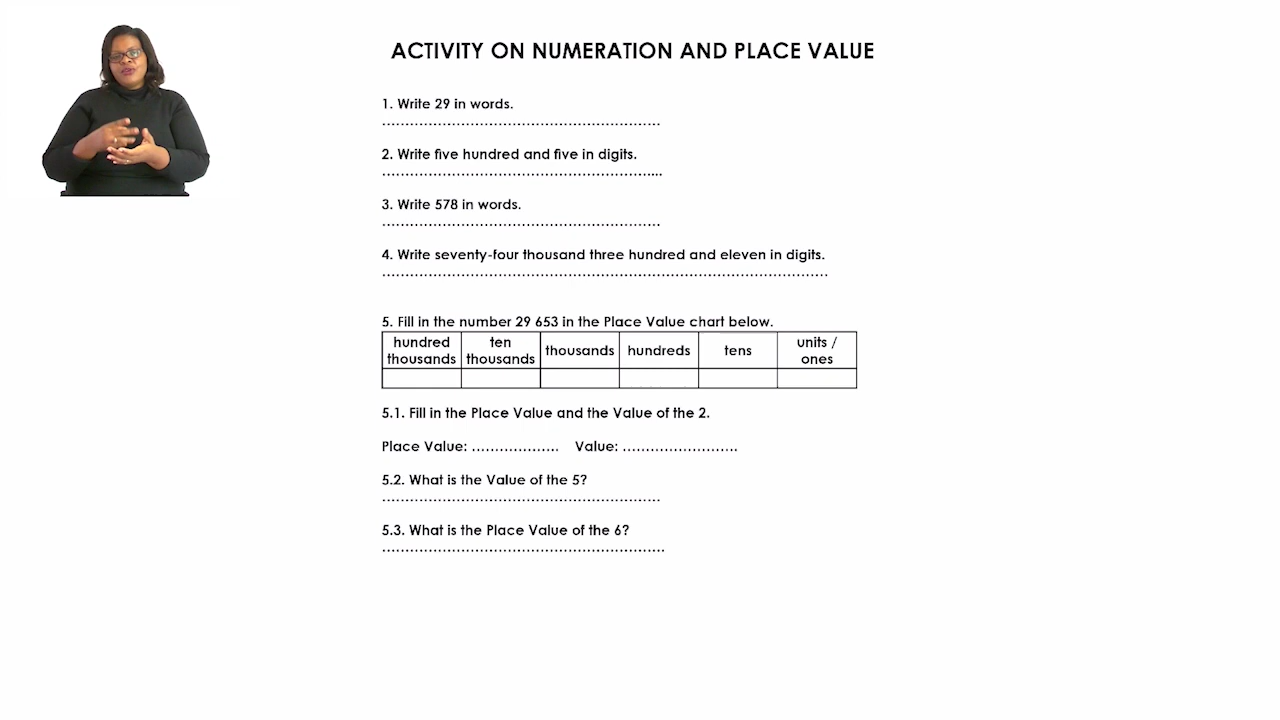 ACTIVITY ON NUMERATION AND PLACE VALUE
1. Write 29 in words.
............................................................
2. Write five hundred and five in digits.
.............................................................
3. Write 578 in words.
............................................................
4. Write seventy-four thousand three hundred and eleven in digits.
................................................................................................
5. Fill in the number 29 653 in the Place Value chart below.
hundred thousands ten thousands thousands hundreds tens units / ones
5.1. Fill in the Place Value and the Value of the 2.
Place Value: ................... Value: .........................
5.2. What is the Value of the 5?
............................................................
5.3. What is the Place Value of the 6?
.............................................................